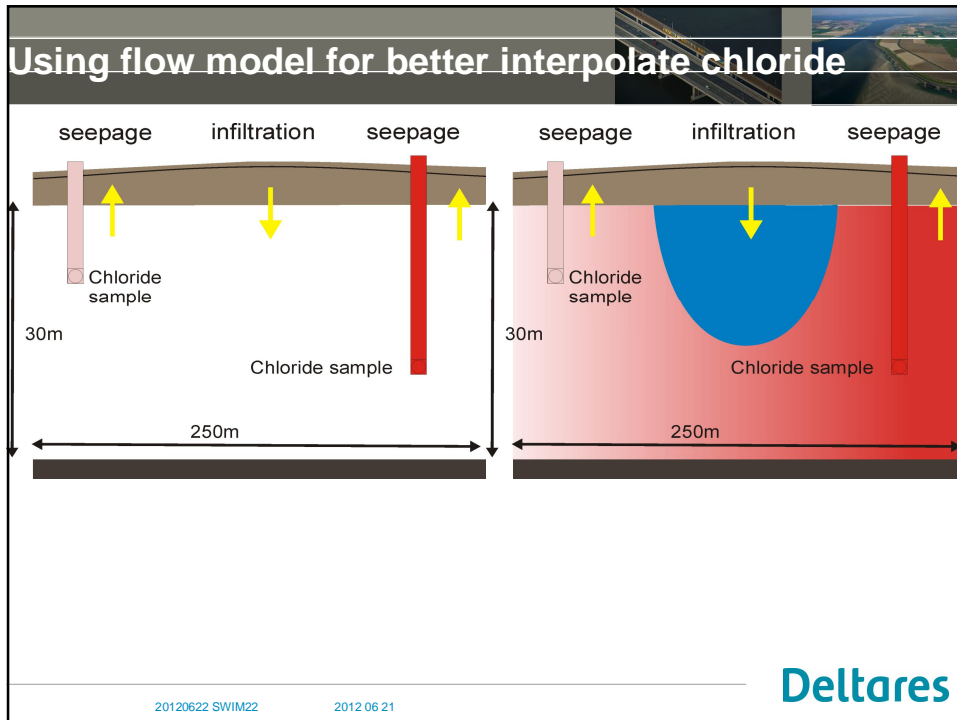 Using flow model for better interpolate chloride
seepage infiltration seepage
Chloride
sample
30m
Chloride sample
250m
seepage infiltration seepage
Chloride
sample
30m
Chloride sample
250m
20120622 SWIM22 2012 06 21
Deltares